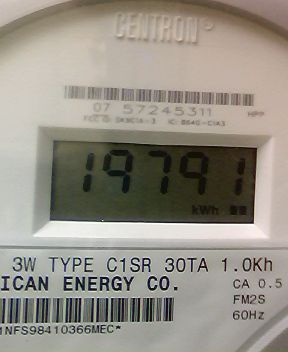 CENTRON®
07 57245311 HPP
19791
kWh
3W TYPE C1SR 30TA 1.0Kh
ICAN ENERGY CO. CA 0.5
FM2S
60Hz
1NFS98410366MEC*